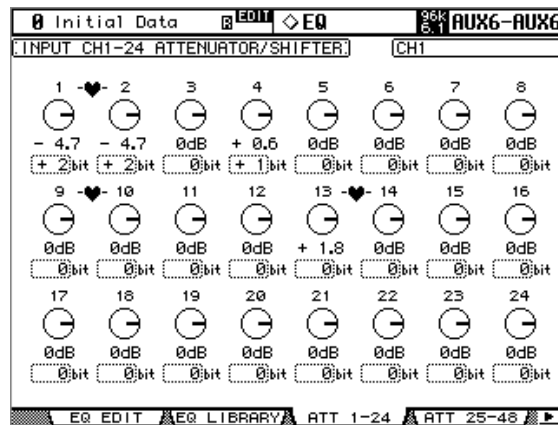 0 Initial Data R EDIT ◇EQ 96k 6.1 AUX6-AUX6
INPUT CH1-24 ATTENUATOR/SHIFTER CH1
1 -♥- 2 3 4 5 6 7 8
- 4.7 - 4.7 0dB + 0.6 0dB 0dB 0dB 0dB
+ 2bit + 2bit 0bit + 1bit 0bit 0bit 0bit 0bit
9 -♥- 10 11 12 13 -♥- 14 15 16
0dB 0dB 0dB 0dB + 1.8 0dB 0dB 0dB
0bit 0bit 0bit 0bit 0bit 0bit 0bit 0bit
17 18 19 20 21 22 23 24
0dB 0dB 0dB 0dB 0dB 0dB 0dB 0dB
0bit 0bit 0bit 0bit 0bit 0bit 0bit 0bit
EQ EDIT EQ LIBRARY ATT 1-24 ATT 25-48